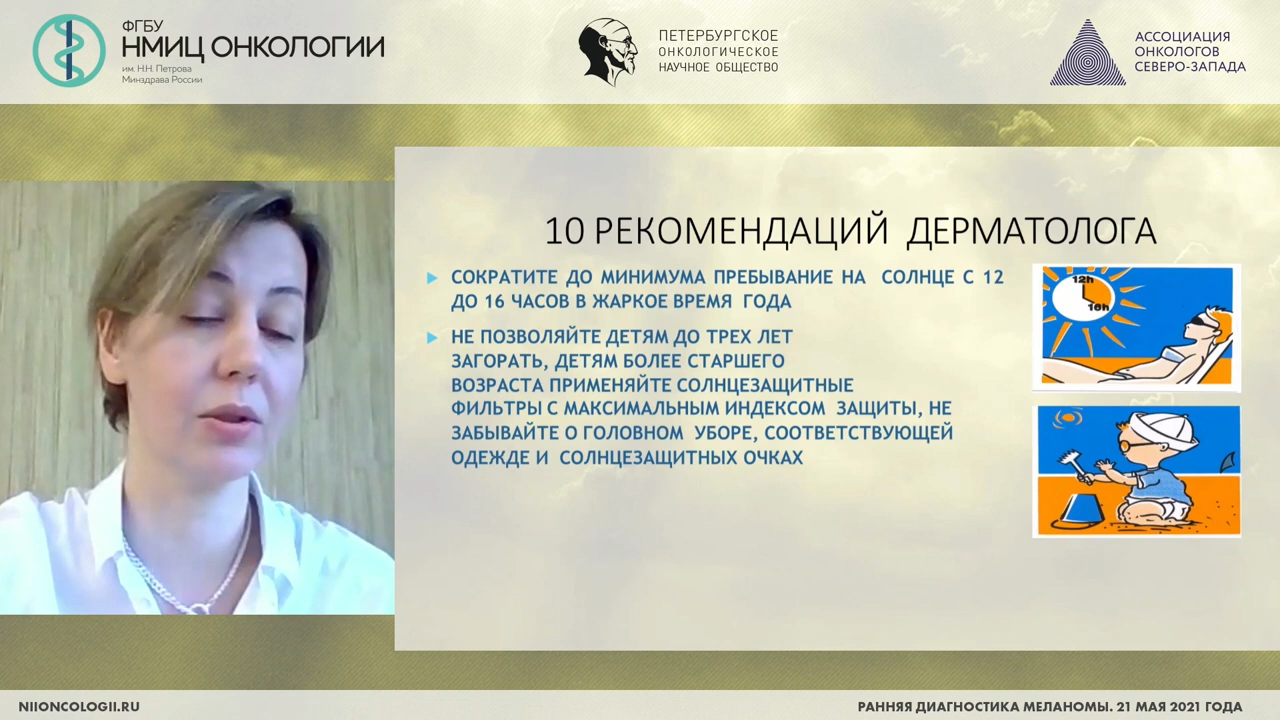 ФГБУ
НМИЦ ОНКОЛОГИИ
им. Н.Н. Петрова
Минздрава России
ПЕТЕРБУРГСКОЕ
ОНКОЛОГИЧЕСКОЕ
НАУЧНОЕ ОБЩЕСТВО
АССОЦИАЦИЯ
ОНКОЛОГОВ
СЕВЕРО-ЗАПАДА
10 РЕКОМЕНДАЦИЙ ДЕРМАТОЛОГА
СОКРАТИТЕ ДО МИНИМУМА ПРЕБЫВАНИЕ НА СОЛНЦЕ С 12
ДО 16 ЧАСОВ В ЖАРКОЕ ВРЕМЯ ГОДА
НЕ ПОЗВОЛЯЙТЕ ДЕТЯМ ДО ТРЕХ ЛЕТ
ЗАГОРАТЬ, ДЕТЯМ БОЛЕЕ СТАРШЕГО
ВОЗРАСТА ПРИМЕНЯЙТЕ СОЛНЦЕЗАЩИТНЫЕ
ФИЛЬТРЫ С МАКСИМАЛЬНЫМ ИНДЕКСОМ ЗАЩИТЫ, НЕ
ЗАБЫВАЙТЕ О ГОЛОВНОМ УБОРЕ, СООТВЕТСТВУЮЩЕЙ
ОДЕЖДЕ И СОЛНЦЕЗАЩИТНЫХ ОЧКАХ
12h
16h
NIIONCOLOGII.RU
РАННЯЯ ДИАГНОСТИКА МЕЛАНОМЫ. 21 МАЯ 2021 ГОДА